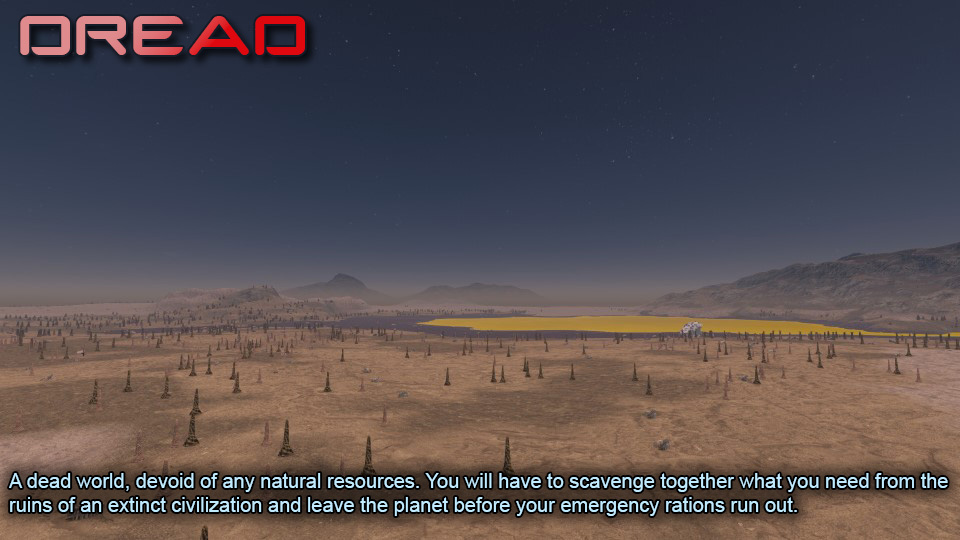 DREAD
A dead world, devoid of any natural resources. You will have to scavenge together what you need from the
ruins of an extinct civilization and leave the planet before your emergency rations run out.